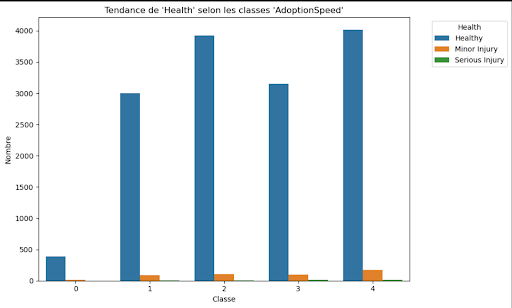 Tendance de 'Health' selon les classes 'AdoptionSpeed'
Health
Healthy
Minor Injury
Serious Injury
Nombre
4000
3500
3000
2500
2000
1500
1000
500
0
0 1 2 3 4
Classe